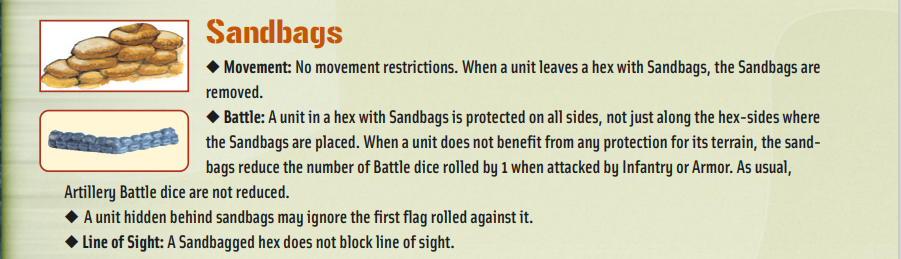 Sandbags
◆ Movement: No movement restrictions. When a unit leaves a hex with Sandbags, the Sandbags are
removed.
◆ Battle: A unit in a hex with Sandbags is protected on all sides, not just along the hex-sides where
the Sandbags are placed. When a unit does not benefit from any protection for its terrain, the sand-
bags reduce the number of Battle dice rolled by 1 when attacked by Infantry or Armor. As usual,
Artillery Battle dice are not reduced.
◆ A unit hidden behind sandbags may ignore the first flag rolled against it.
◆ Line of Sight: A Sandbagged hex does not block line of sight.